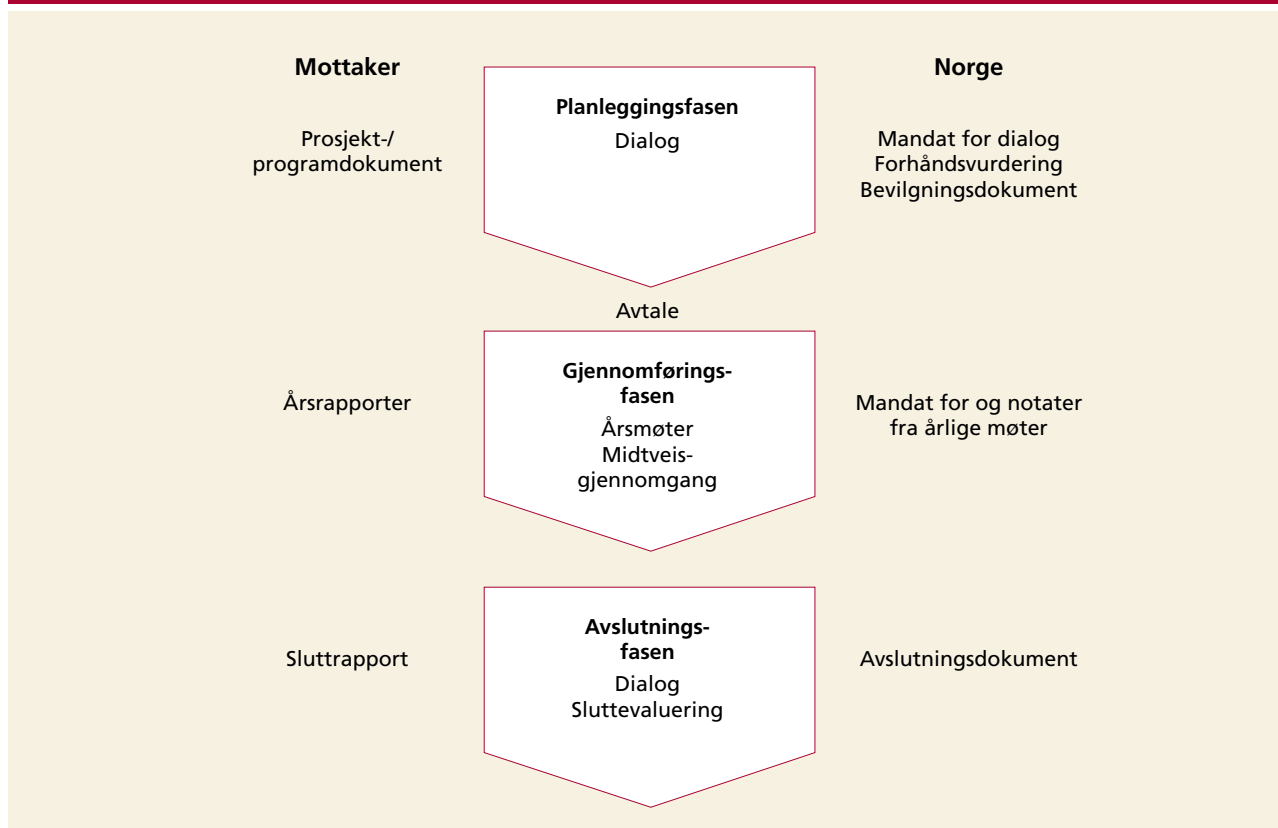 Mottaker
Norge
Planleggingsfasen
Dialog
Prosjekt-/
programdokument
Mandat for dialog
Forhåndsvurdering
Bevilgningsdokument
Avtale
Gjennomførings-
fasen
Årsmøter
Midtveis-
gjennomgang
Årsrapporter
Mandat for og notater
fra årlige møter
Avslutnings-
fasen
Dialog
Sluttevaluering
Sluttrapport
Avslutningsdokument